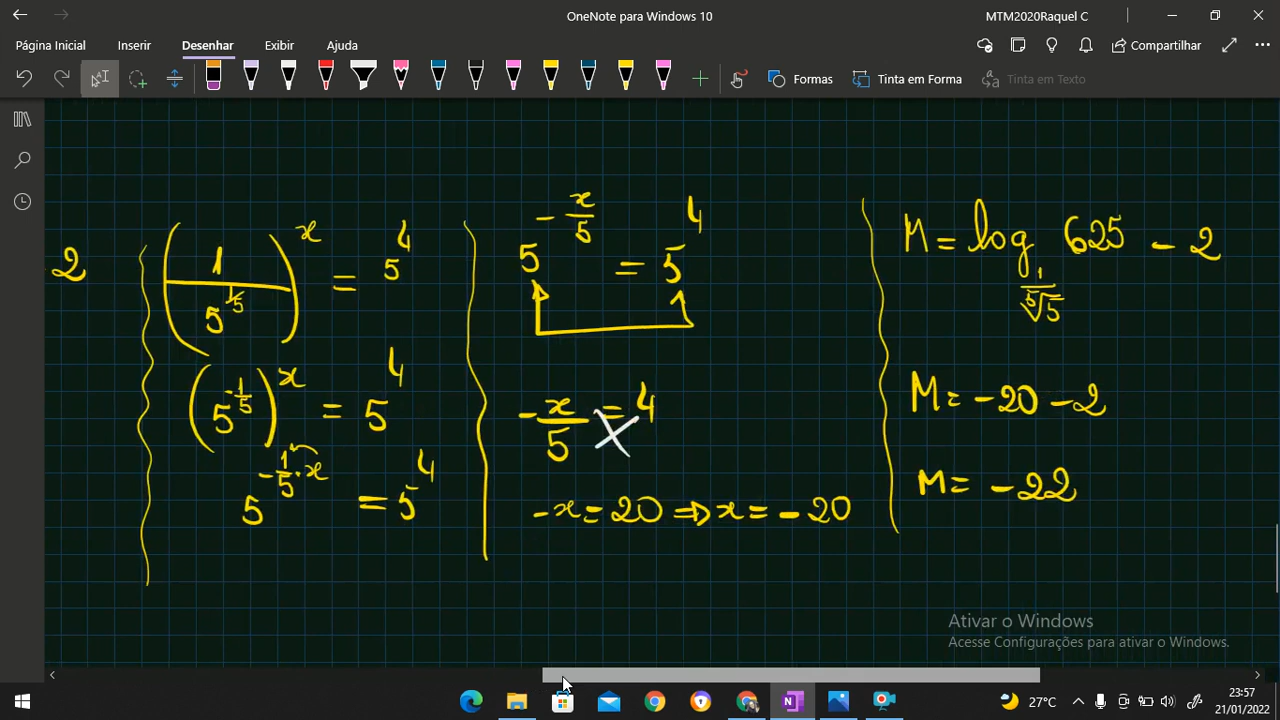 OneNote para Windows 10
MTM2020Raquel C
Página Inicial
Inserir
Desenhar
Exibir
Ajuda
Compartilhar
Formas
Tinta em Forma
Tinta em Texto
2
(1/5^(1/5))^x = 5^4
(5^(-1/5))^x = 5^4
5^(-1/5·x) = 5^4
5^(-x/5) = 5^4
-x/5 = 4
-x = 20 ⇒ x = -20
M = log_(1/⁵√5) 625 - 2
M = -20 - 2
M = -22
Ativar o Windows
Acesse Configurações para ativar o Windows.
27°C
23:57
21/01/2022